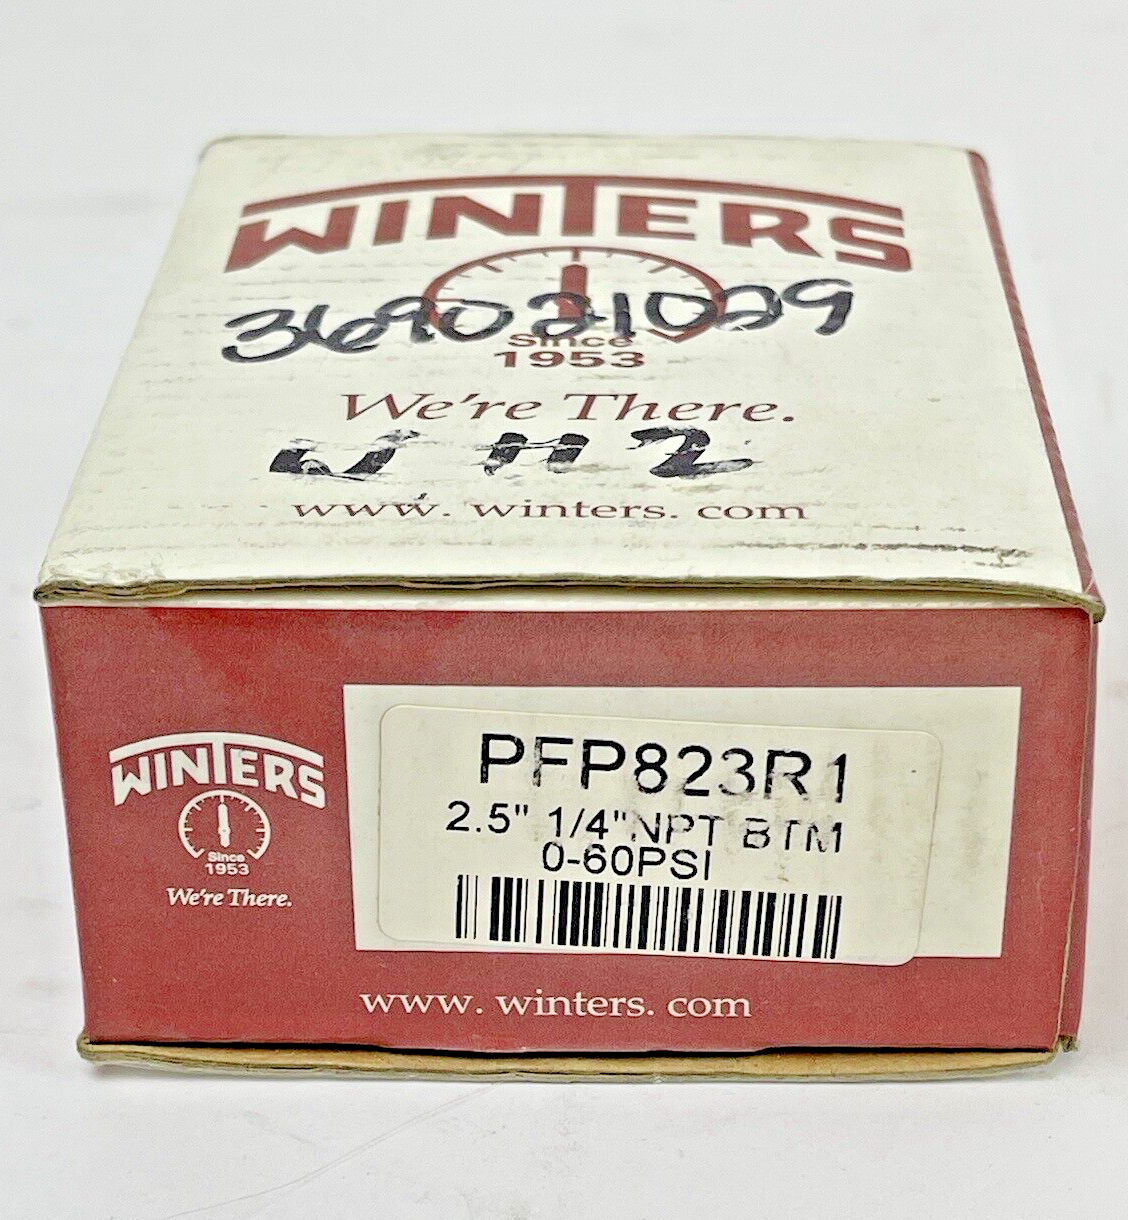 WINTERS
369021029
Since
1953
We're There.
www. winters. com
WINTERS
Since
1953
We're There.
PFP823R1
2.5" 1/4"NPT BTM
0-60PSI
www. winters. com